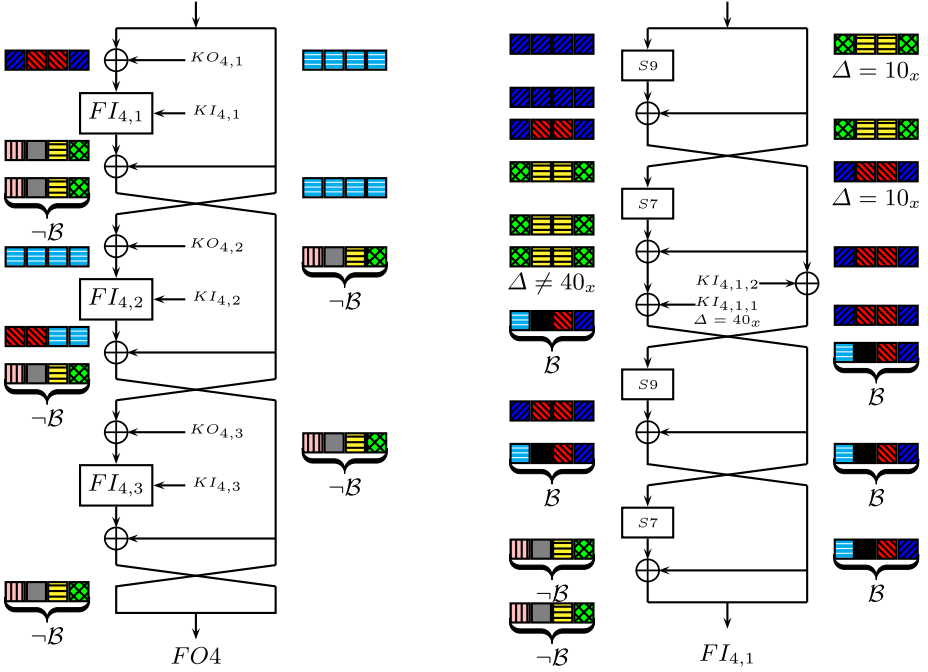 KO₄,₁
FI₄,₁
KI₄,₁
¬ℬ
KO₄,₂
¬ℬ
FI₄,₂
KI₄,₂
¬ℬ
KO₄,₃
¬ℬ
FI₄,₃
KI₄,₃
¬ℬ
FO4
S9
Δ = 10ₓ
S7
Δ = 10ₓ
Δ ≠ 40ₓ
KI₄,₁,₂
KI₄,₁,₁
Δ = 40ₓ
ℬ
ℬ
S9
ℬ
ℬ
S7
¬ℬ
ℬ
¬ℬ
FI₄,₁